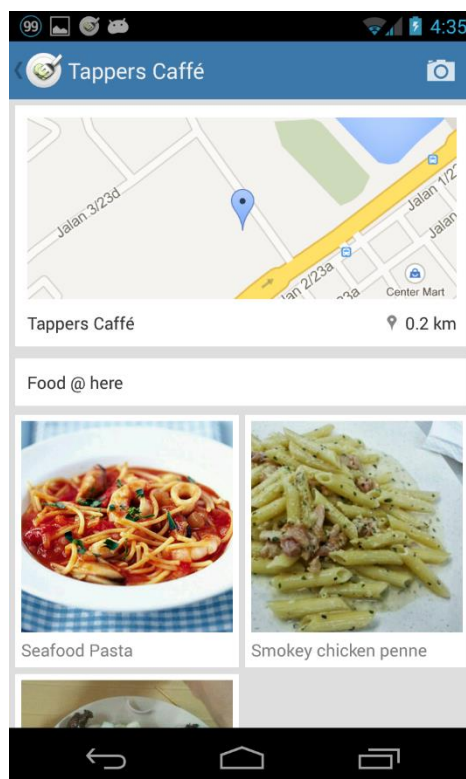 99
4:35
Tappers Caffé
Jalan 3/23d
Jalan 1/2
Jalan
an 2/23a
23a
Center Mart
Tappers Caffé
0.2 km
Food @ here
Seafood Pasta
Smokey chicken penne